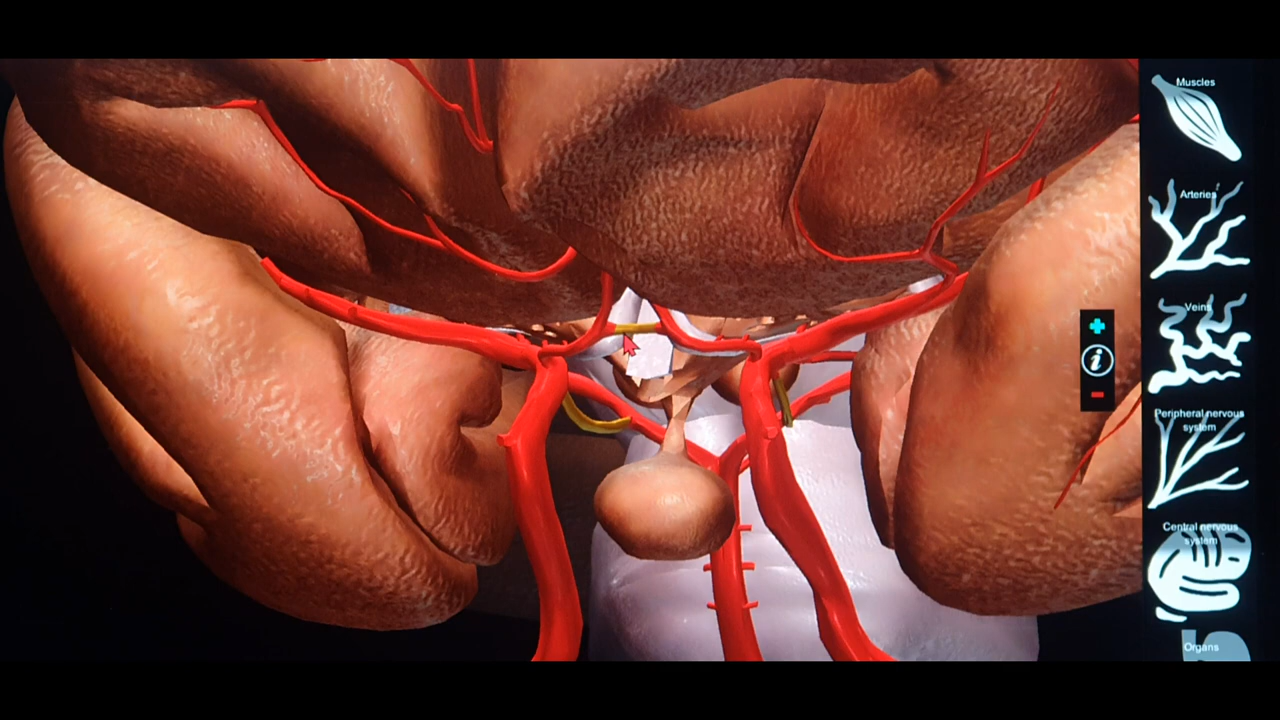 Muscles
Arteries
Veins
i
Peripheral nervous
system
Central nervous
system
Organs